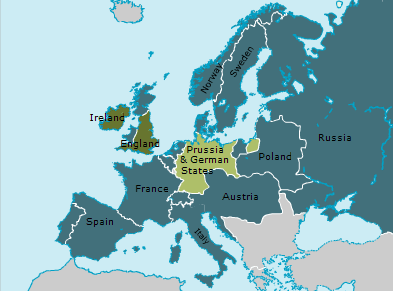 Norway
Sweden
Ireland
England
Prussia
& German
States
Poland
Russia
France
Austria
Spain
Italy